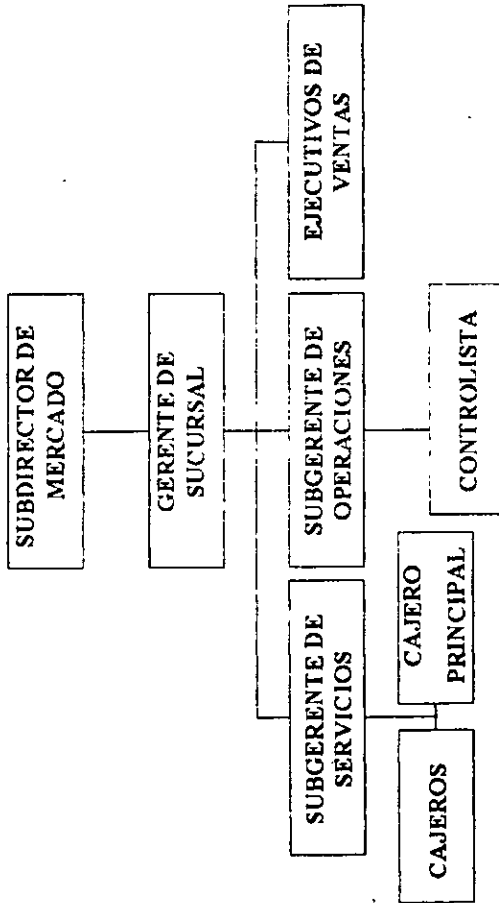 SUBDIRECTOR DE
MERCADO
GERENTE DE
SUCURSAL
SUBGERENTE DE
SERVICIOS
SUBGERENTE DE
OPERACIONES
EJECUTIVOS DE
VENTAS
CAJEROS
CAJERO
PRINCIPAL
CONTROLISTA